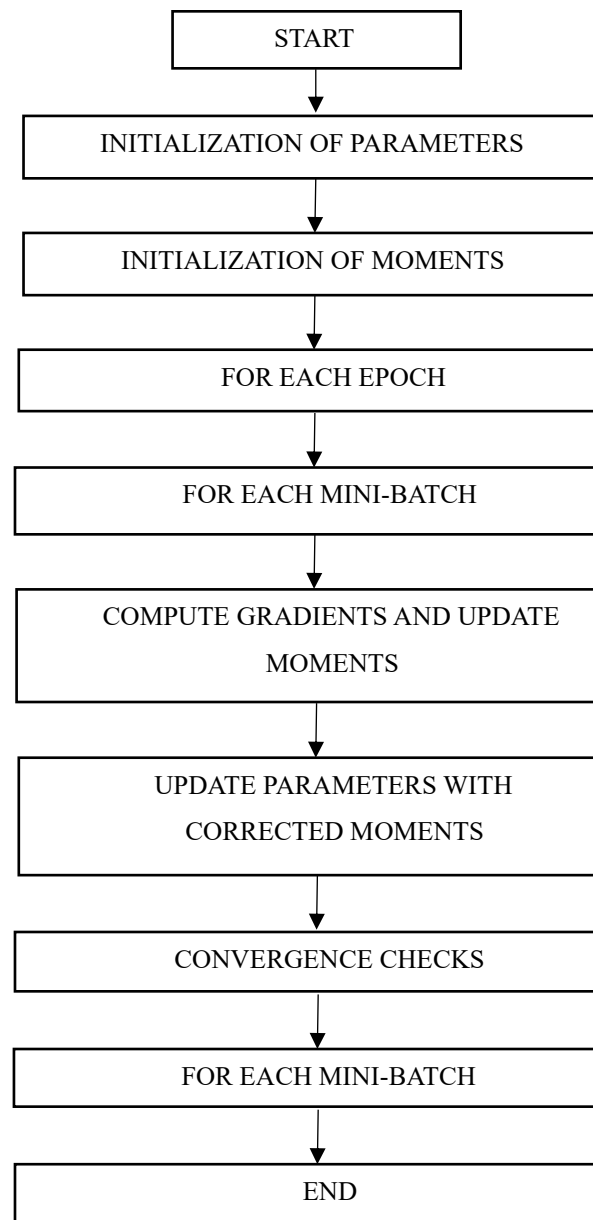 START
INITIALIZATION OF PARAMETERS
INITIALIZATION OF MOMENTS
FOR EACH EPOCH
FOR EACH MINI-BATCH
COMPUTE GRADIENTS AND UPDATE
MOMENTS
UPDATE PARAMETERS WITH
CORRECTED MOMENTS
CONVERGENCE CHECKS
FOR EACH MINI-BATCH
END